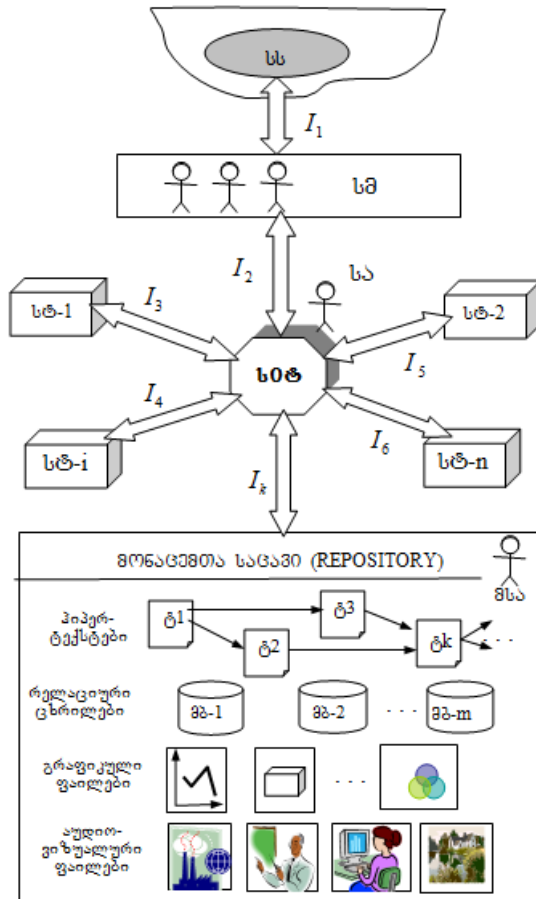 სს
I₁
სმ
I₂
სა
სტ-1
I₃
სტ-2
სიტ
I₅
I₄
I₆
სტ-i
სტ-n
Iₖ
მონაცემთა საცავი (REPOSITORY)
მსა
ჰიპერ-
ტექსტები
ტ1
ტ3
ტ2
ტk
. . .
რელაციური
ცხრილები
მბ-1
მბ-2
. . .
მბ-m
გრაფიკული
ფაილები
. . .
აუდიო-
ვიზუალური
ფაილები